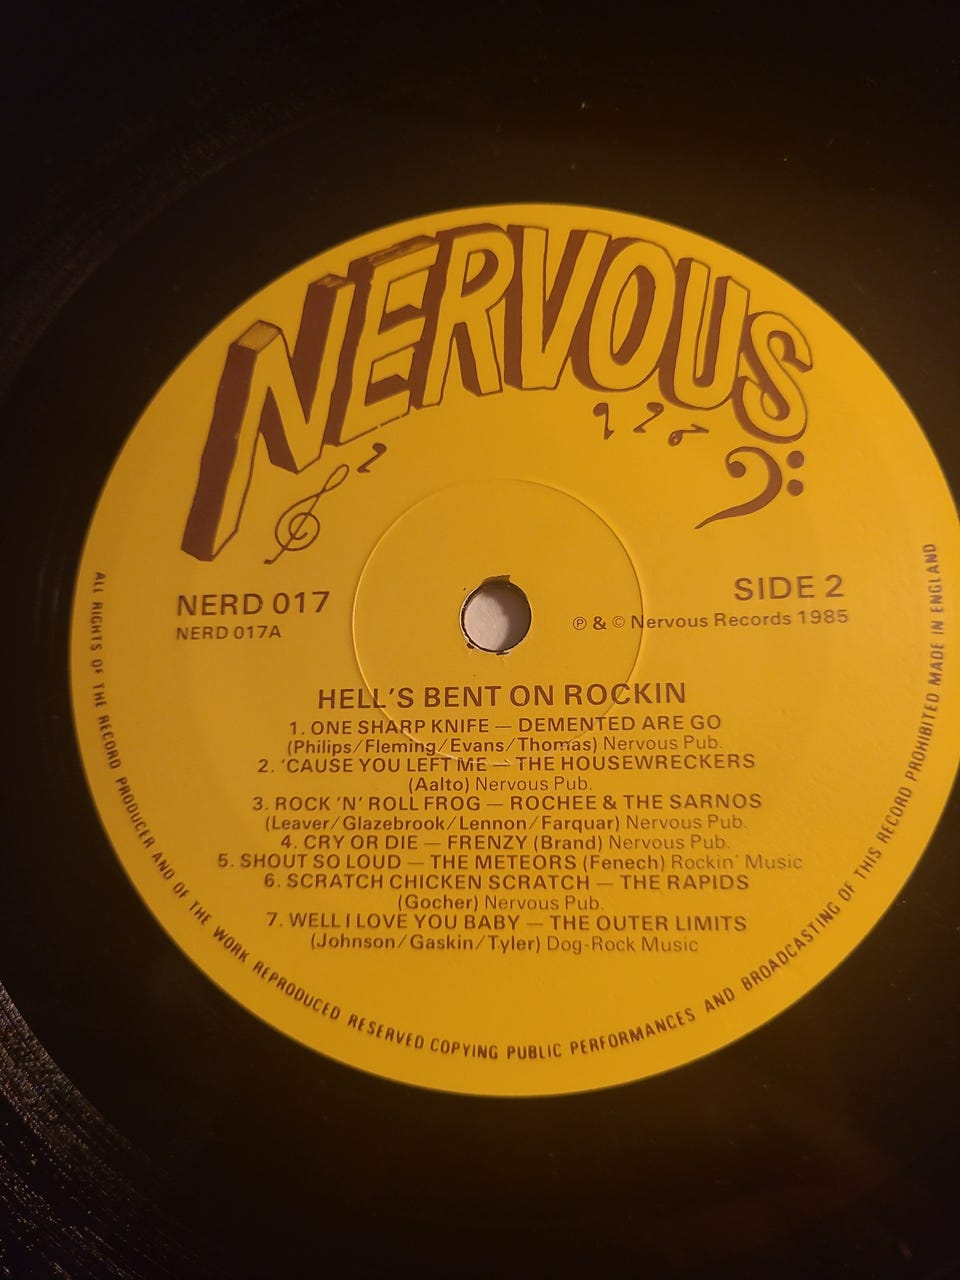 NERVOUS
NERD 017
NERD 017A
SIDE 2
℗ & © Nervous Records 1985
HELL'S BENT ON ROCKIN
1. ONE SHARP KNIFE — DEMENTED ARE GO
(Philips/Fleming/Evans/Thomas) Nervous Pub.
2. 'CAUSE YOU LEFT ME — THE HOUSEWRECKERS
(Aalto) Nervous Pub.
3. ROCK 'N' ROLL FROG — ROCHEE & THE SARNOS
(Leaver/Glazebrook/Lennon/Farquar) Nervous Pub.
4. CRY OR DIE — FRENZY (Brand) Nervous Pub.
5. SHOUT SO LOUD — THE METEORS (Fenech) Rockin' Music
6. SCRATCH CHICKEN SCRATCH — THE RAPIDS
(Gocher) Nervous Pub.
7. WELL I LOVE YOU BABY — THE OUTER LIMITS
(Johnson/Gaskin/Tyler) Dog-Rock Music
ALL RIGHTS OF THE RECORD PRODUCER AND OF THE WORK REPRODUCED RESERVED COPYING PUBLIC PERFORMANCES AND BROADCASTING OF THIS RECORD PROHIBITED MADE IN ENGLAND